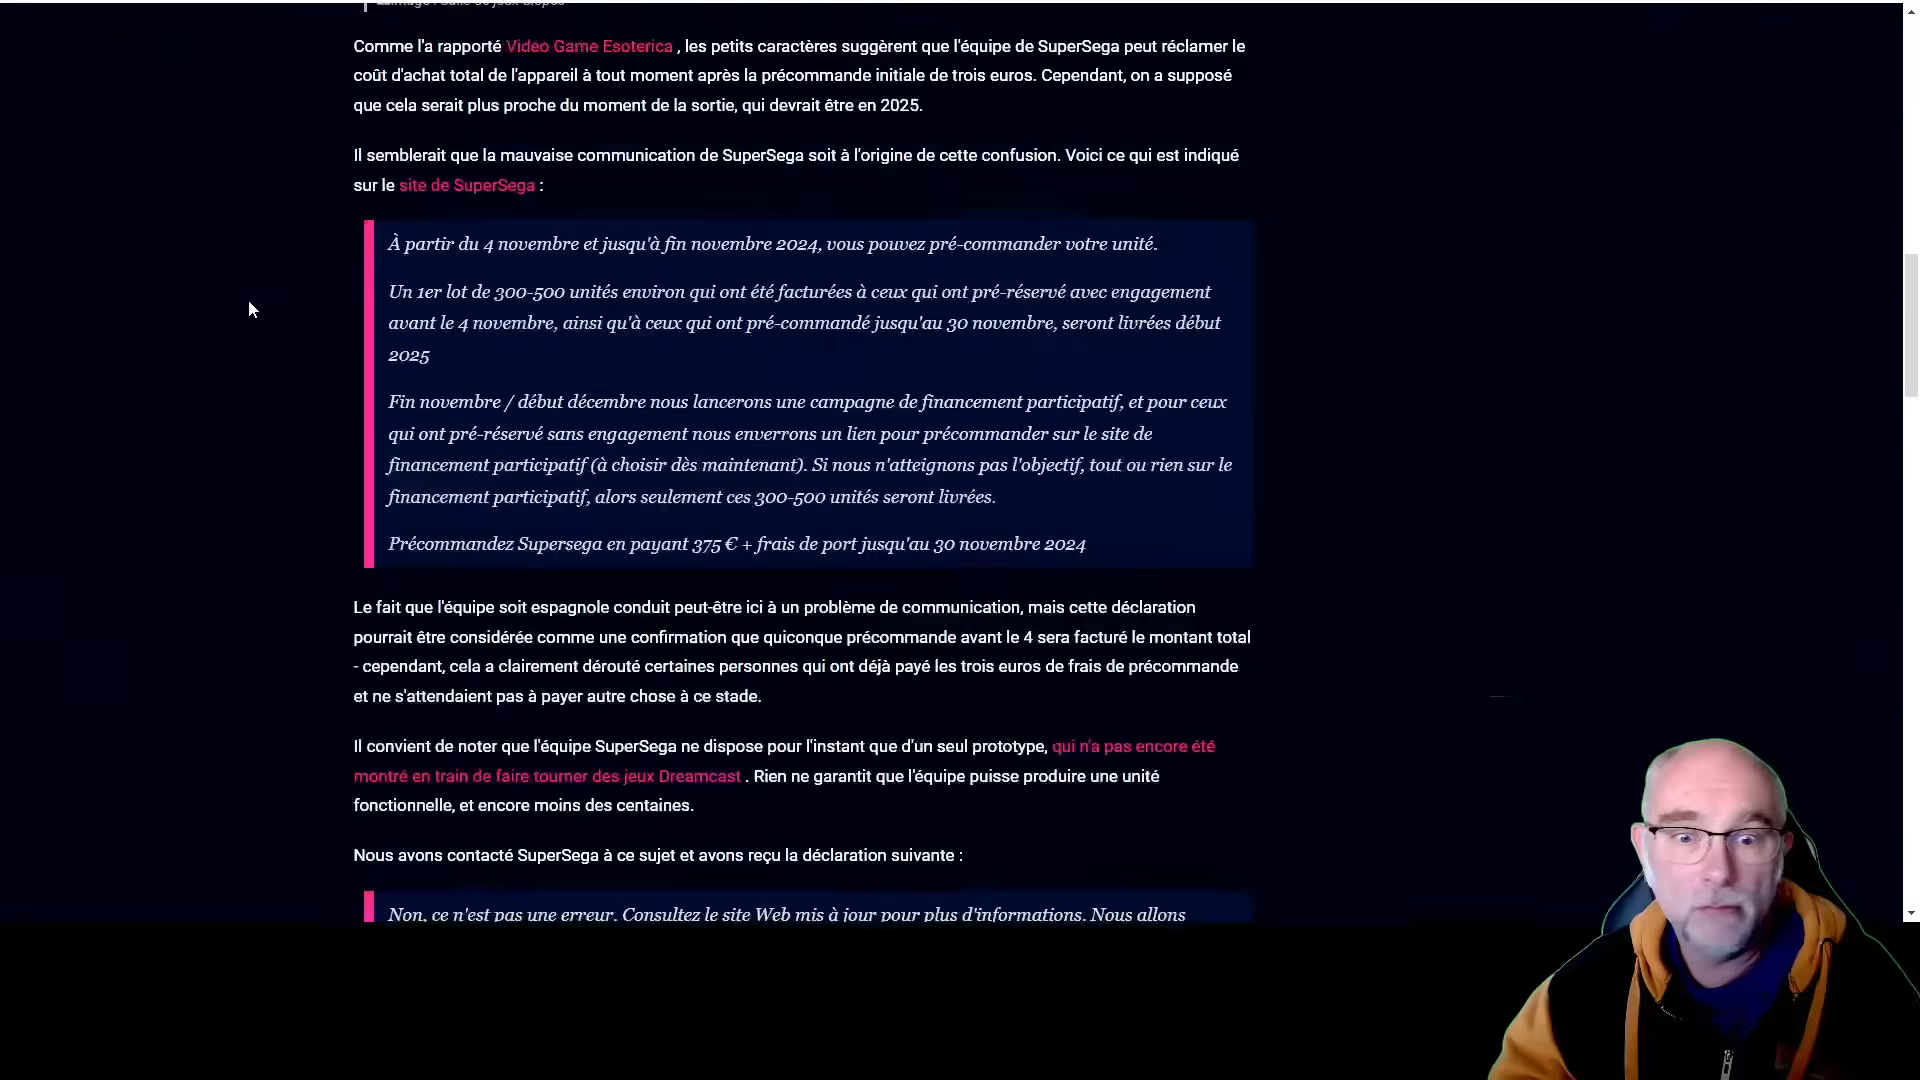 Comme l'a rapporté Video Game Esoterica , les petits caractères suggèrent que l'équipe de SuperSega peut réclamer le
coût d'achat total de l'appareil à tout moment après la précommande initiale de trois euros. Cependant, on a supposé
que cela serait plus proche du moment de la sortie, qui devrait être en 2025.
Il semblerait que la mauvaise communication de SuperSega soit à l'origine de cette confusion. Voici ce qui est indiqué
sur le site de SuperSega :
À partir du 4 novembre et jusqu'à fin novembre 2024, vous pouvez pré-commander votre unité.
Un 1er lot de 300-500 unités environ qui ont été facturées à ceux qui ont pré-réservé avec engagement
avant le 4 novembre, ainsi qu'à ceux qui ont pré-commandé jusqu'au 30 novembre, seront livrées début
2025
Fin novembre / début décembre nous lancerons une campagne de financement participatif, et pour ceux
qui ont pré-réservé sans engagement nous enverrons un lien pour précommander sur le site de
financement participatif (à choisir dès maintenant). Si nous n'atteignons pas l'objectif, tout ou rien sur le
financement participatif, alors seulement ces 300-500 unités seront livrées.
Précommandez Supersega en payant 375 € + frais de port jusqu'au 30 novembre 2024
Le fait que l'équipe soit espagnole conduit peut-être ici à un problème de communication, mais cette déclaration
pourrait être considérée comme une confirmation que quiconque précommande avant le 4 sera facturé le montant total
- cependant, cela a clairement dérouté certaines personnes qui ont déjà payé les trois euros de frais de précommande
et ne s'attendaient pas à payer autre chose à ce stade.
Il convient de noter que l'équipe SuperSega ne dispose pour l'instant que d'un seul prototype, qui n'a pas encore été
montré en train de faire tourner des jeux Dreamcast . Rien ne garantit que l'équipe puisse produire une unité
fonctionnelle, et encore moins des centaines.
Nous avons contacté SuperSega à ce sujet et avons reçu la déclaration suivante :
Non, ce n'est pas une erreur. Consultez le site Web mis à jour pour plus d'informations. Nous allons